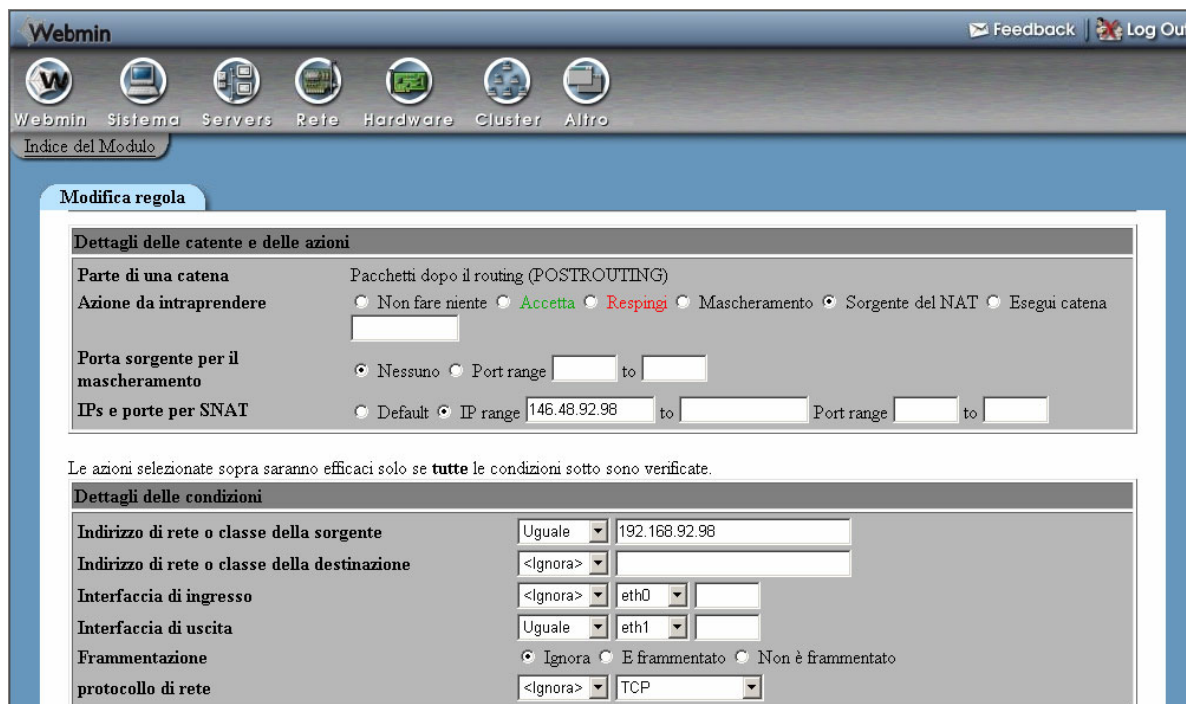 Webmin
Feedback Log Out
Webmin Sistema Servers Rete Hardware Cluster Altro
Indice del Modulo
Modifica regola
Dettagli delle catente e delle azioni
Parte di una catena Pacchetti dopo il routing (POSTROUTING)
Azione da intraprendere Non fare niente Accetta Respingi Mascheramento Sorgente del NAT Esegui catena
Porta sorgente per il
mascheramento Nessuno Port range to
IPs e porte per SNAT Default IP range 146.48.92.98 to Port range to
Le azioni selezionate sopra saranno efficaci solo se tutte le condizioni sotto sono verificate.
Dettagli delle condizioni
Indirizzo di rete o classe della sorgente Uguale 192.168.92.98
Indirizzo di rete o classe della destinazione <Ignora>
Interfaccia di ingresso <Ignora> eth0
Interfaccia di uscita Uguale eth1
Frammentazione Ignora E frammentato Non è frammentato
protocollo di rete <Ignora> TCP